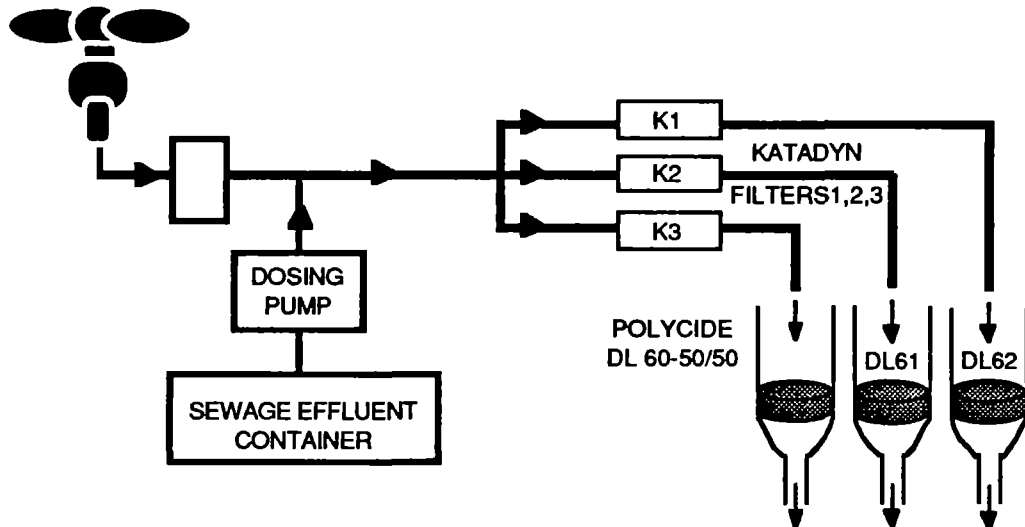 K1
KATADYN
K2
FILTERS1,2,3
K3
DOSING
PUMP
POLYCIDE
DL 60-50/50
DL61
DL62
SEWAGE EFFLUENT
CONTAINER